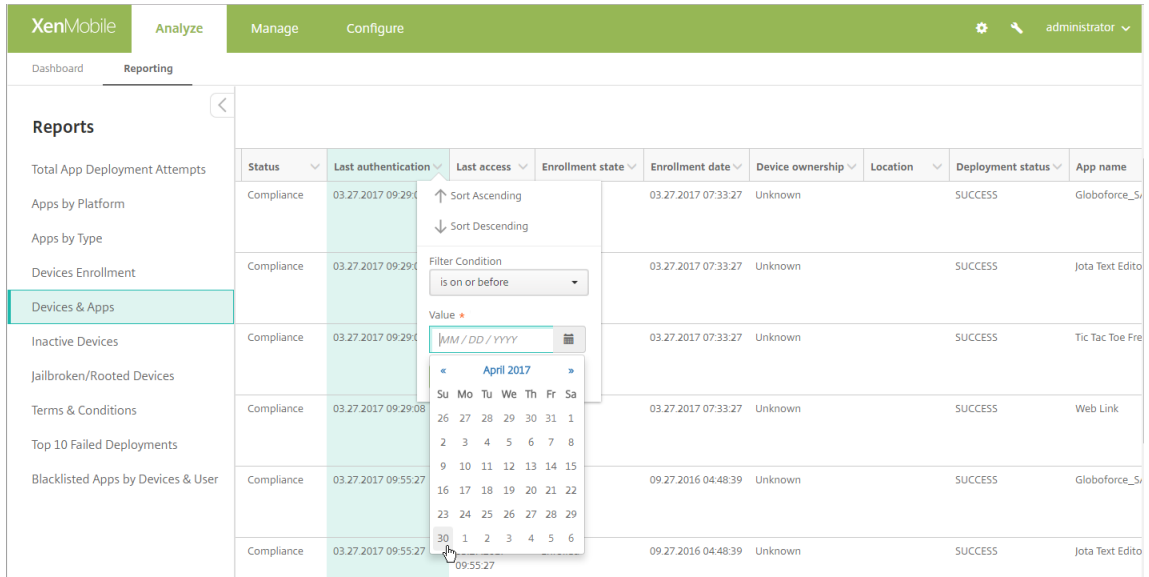 XenMobile Analyze Manage Configure administrator
Dashboard Reporting
Reports
Total App Deployment Attempts
Apps by Platform
Apps by Type
Devices Enrollment
Devices & Apps
Inactive Devices
Jailbroken/Rooted Devices
Terms & Conditions
Top 10 Failed Deployments
Blacklisted Apps by Devices & User
Status Last authentication Last access Enrollment state Enrollment date Device ownership Location Deployment status App name
Compliance 03.27.2017 09:29:0 03.27.2017 07:33:27 Unknown SUCCESS Globoforce_SA
Compliance 03.27.2017 09:29:0 03.27.2017 07:33:27 Unknown SUCCESS Jota Text Edito
Compliance 03.27.2017 09:29:0 03.27.2017 07:33:27 Unknown SUCCESS Tic Tac Toe Fre
Compliance 03.27.2017 09:29:08 03.27.2017 07:33:27 Unknown SUCCESS Web Link
Compliance 03.27.2017 09:55:27 09.27.2016 04:48:39 Unknown SUCCESS Globoforce_SA
Compliance 03.27.2017 09:55:27 09.27.2016 04:48:39 Unknown SUCCESS Jota Text Edito
09:55:27
Sort Ascending
Sort Descending
Filter Condition
is on or before
Value *
MM / DD / YYYY
« April 2017 »
Su Mo Tu We Th Fr Sa
26 27 28 29 30 31 1
2 3 4 5 6 7 8
9 10 11 12 13 14 15
16 17 18 19 20 21 22
23 24 25 26 27 28 29
30 1 2 3 4 5 6